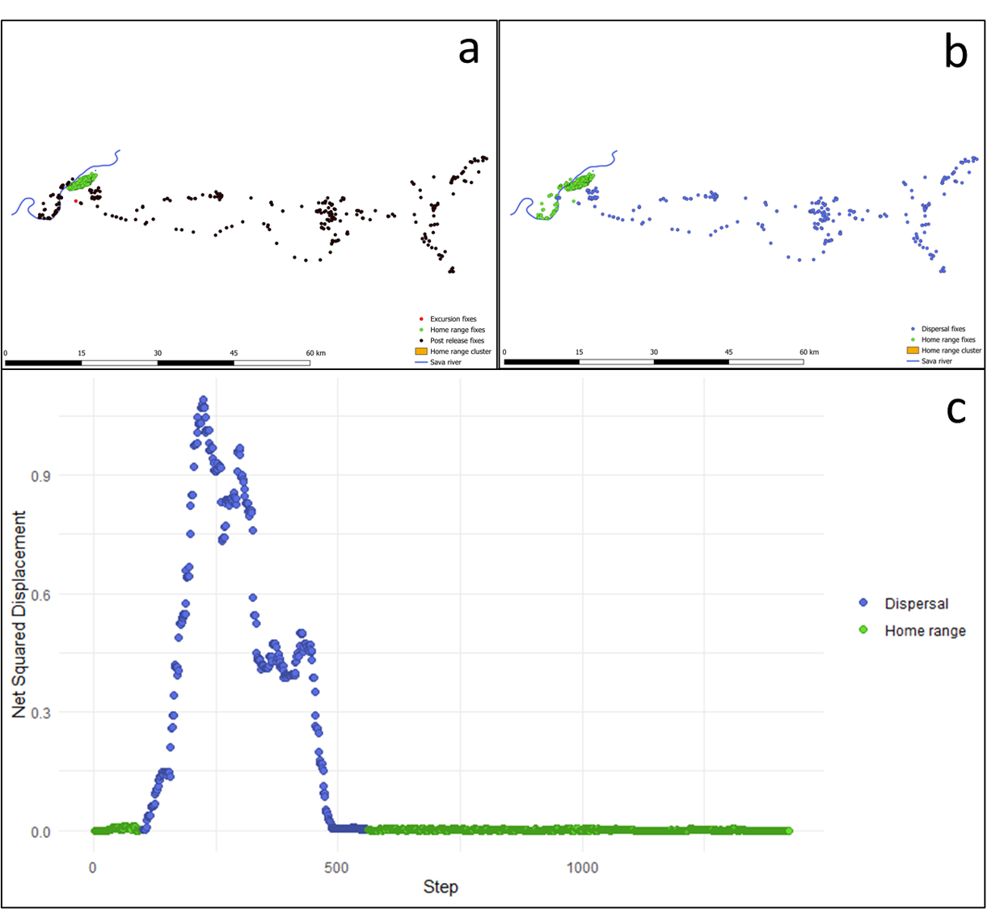 a
Excursion fixes
Home range fixes
Post release fixes
Home range cluster
Sava river
0 15 30 45 60 km
b
Dispersal fixes
Home range fixes
Home range cluster
Sava river
0 15 30 45 60 km
c
Net Squared Displacement
0.9
0.6
0.3
0.0
0 500 1000
Step
Dispersal
Home range